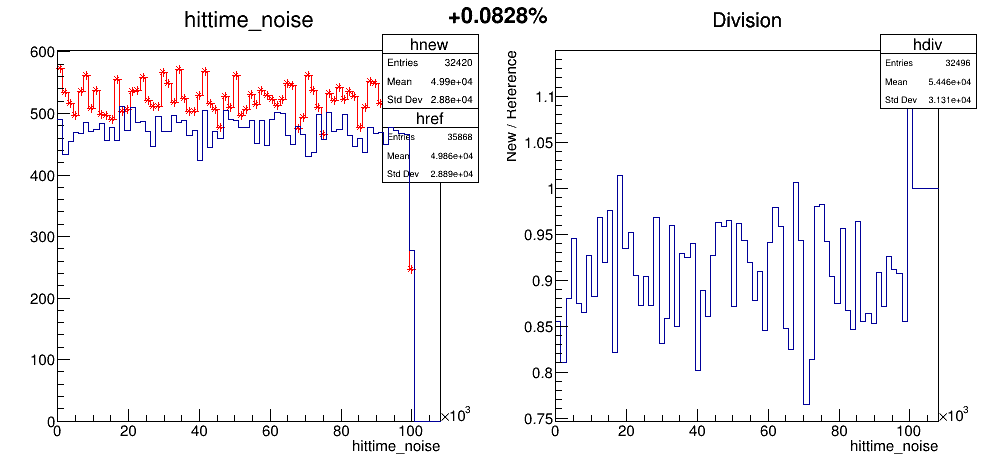 hittime_noise
+0.0828%
Division
hnew
Entries 32420
Mean 4.99e+04
Std Dev 2.88e+04
href
Entries 35868
Mean 4.986e+04
Std Dev 2.889e+04
600
500
400
300
200
100
0
0 20 40 60 80 100
×10³
hittime_noise
hdiv
Entries 32496
Mean 5.446e+04
Std Dev 3.131e+04
New / Reference
1.1
1.05
1
0.95
0.9
0.85
0.8
0.75
0 20 40 60 80 100
×10³
hittime_noise